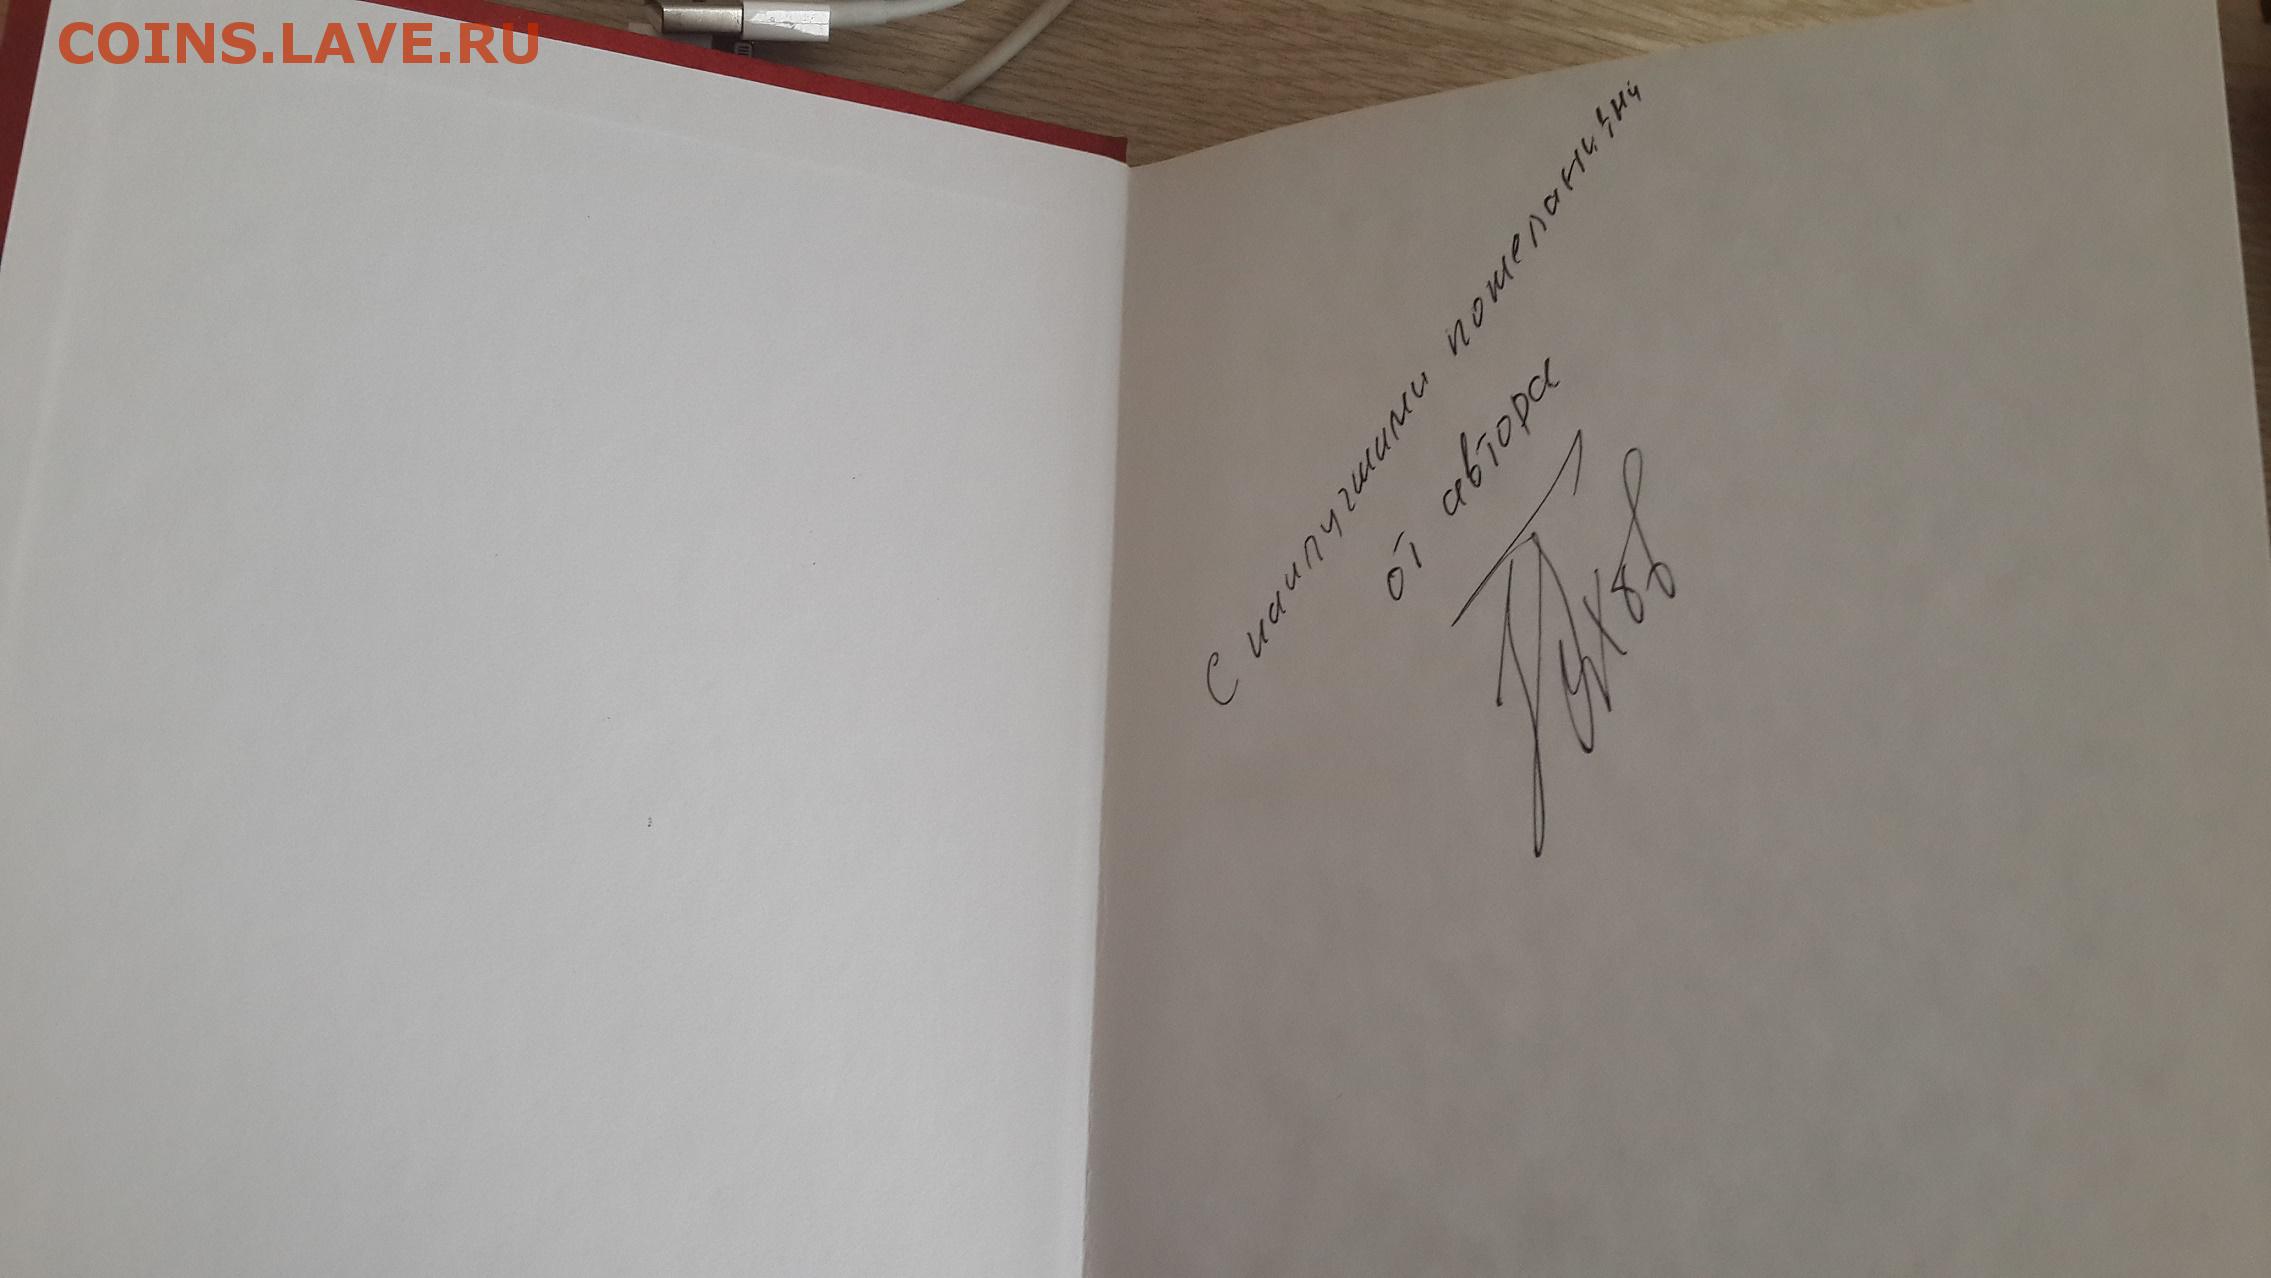 COINS.LAVE.RU
С наилучшими пожеланиями
от автора